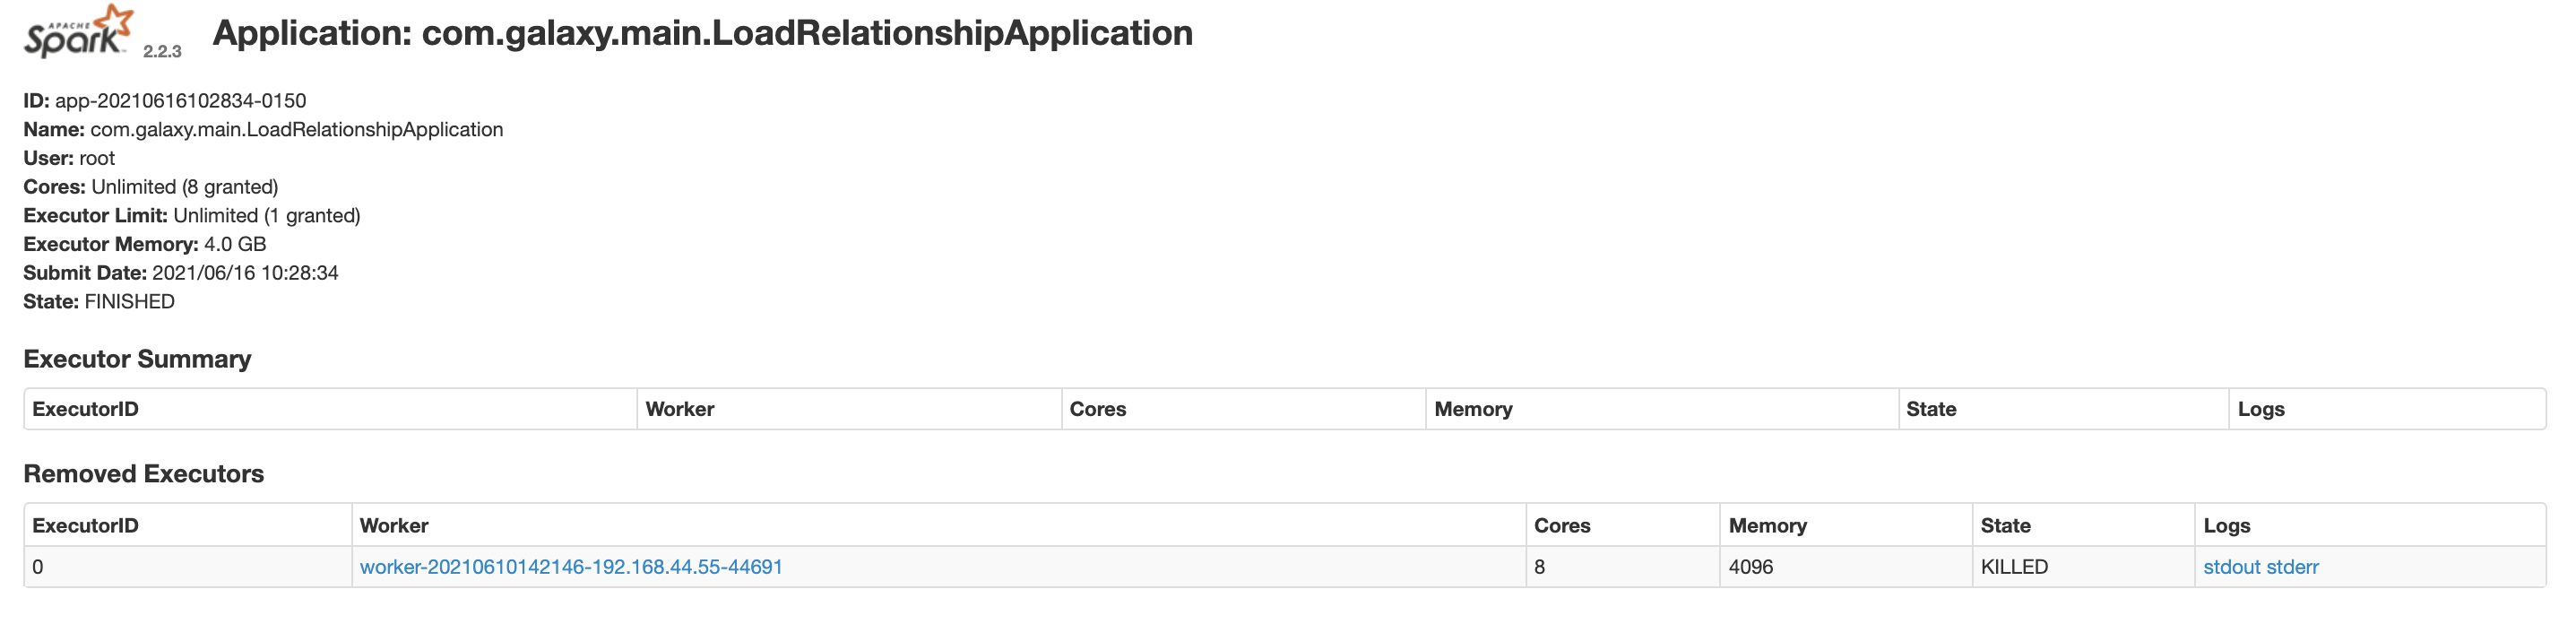 APACHE
Spark 2.2.3 Application: com.galaxy.main.LoadRelationshipApplication
ID: app-20210616102834-0150
Name: com.galaxy.main.LoadRelationshipApplication
User: root
Cores: Unlimited (8 granted)
Executor Limit: Unlimited (1 granted)
Executor Memory: 4.0 GB
Submit Date: 2021/06/16 10:28:34
State: FINISHED
Executor Summary
ExecutorID Worker Cores Memory State Logs
Removed Executors
ExecutorID Worker Cores Memory State Logs
0 worker-20210610142146-192.168.44.55-44691 8 4096 KILLED stdout stderr